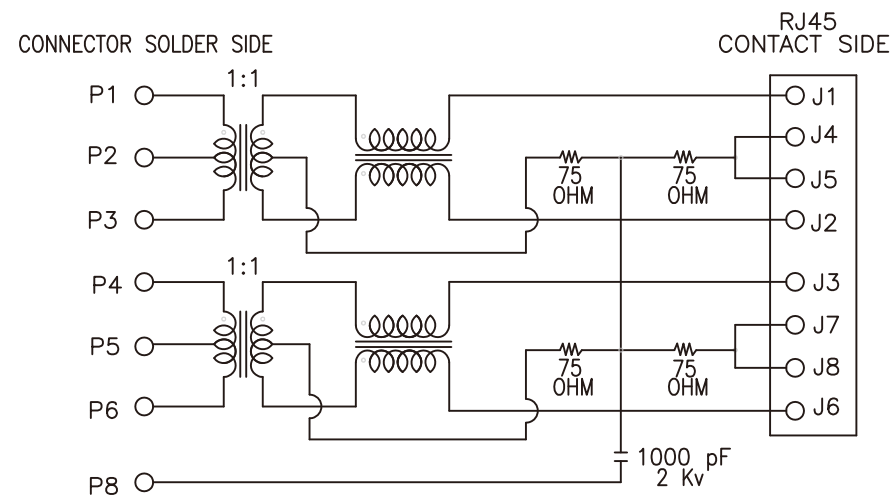 RJ45
CONNECTOR SOLDER SIDE
CONTACT SIDE
1:1
P1
J1
J4
P2
75
OHM
75
OHM
J5
P3
J2
1:1
P4
J3
J7
P5
75
OHM
75
OHM
J8
P6
J6
1000 pF
2 Kv
P8